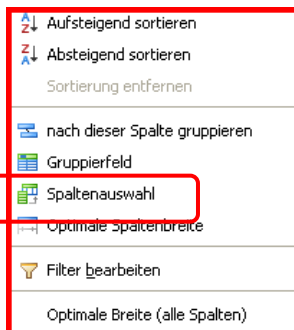 Aufsteigend sortieren
Absteigend sortieren
Sortierung entfernen
nach dieser Spalte gruppieren
Gruppierfeld
Spaltenauswahl
Optimale Spaltenbreite
Filter bearbeiten
Optimale Breite (alle Spalten)